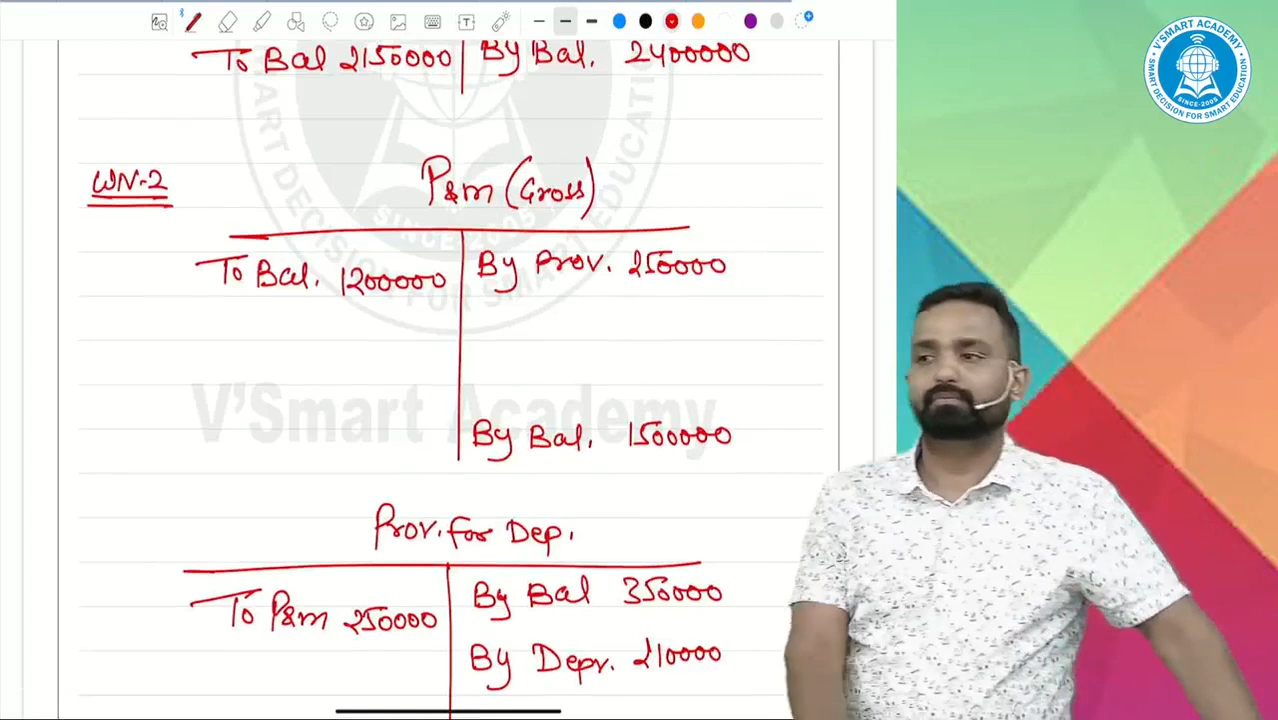 To Bal 2150000 By Bal. 2400000
WN-2
P&M (Gross)
To Bal. 1200000 By Prov. 250000
By Bal. 1500000
Prov. for Dep.
To P&M 250000 By Bal 350000
By Depr. 210000
V'Smart Academy
V'SMART ACADEMY
SINCE-2005
SMART DECISION FOR SMART EDUCATION